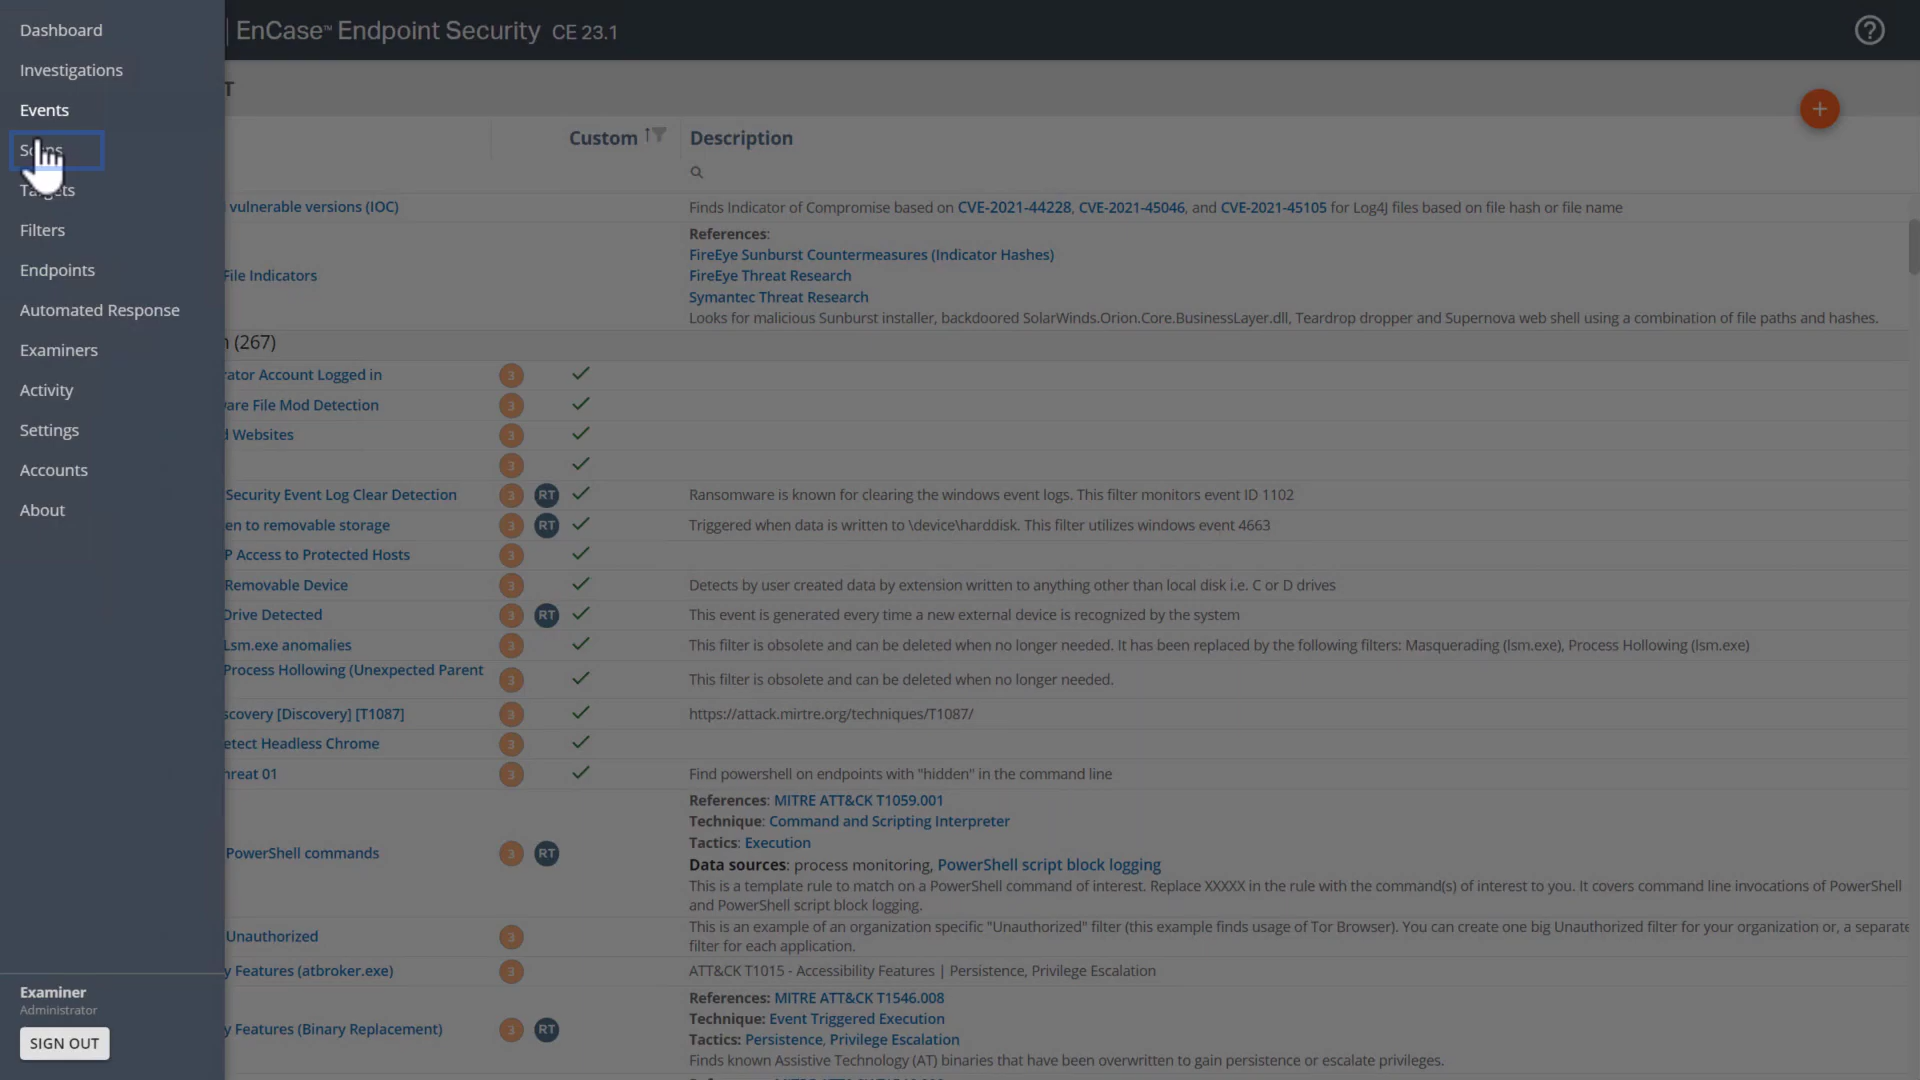 Dashboard
Investigations
Events
Targets
Filters
Endpoints
Automated Response
Examiners
Activity
Settings
Accounts
About
Examiner
Administrator
SIGN OUT
EnCase™ Endpoint Security CE 23.1
T
Custom Description
vulnerable versions (IOC) Finds Indicator of Compromise based on CVE-2021-44228, CVE-2021-45046, and CVE-2021-45105 for Log4J files based on file hash or file name
References:
FireEye Sunburst Countermeasures (Indicator Hashes)
File Indicators FireEye Threat Research
Symantec Threat Research
Looks for malicious Sunburst installer, backdoored SolarWinds.Orion.Core.BusinessLayer.dll, Teardrop dropper and Supernova web shell using a combination of file paths and hashes.
n (267)
rator Account Logged in 3
are File Mod Detection 3
d Websites 3
3
Security Event Log Clear Detection 3 RT Ransomware is known for clearing the windows event logs. This filter monitors event ID 1102
en to removable storage 3 RT Triggered when data is written to \device\harddisk. This filter utilizes windows event 4663
P Access to Protected Hosts 3
Removable Device 3 Detects by user created data by extension written to anything other than local disk i.e. C or D drives
Drive Detected 3 RT This event is generated every time a new external device is recognized by the system
Lsm.exe anomalies 3 This filter is obsolete and can be deleted when no longer needed. It has been replaced by the following filters: Masquerading (lsm.exe), Process Hollowing (lsm.exe)
Process Hollowing (Unexpected Parent 3 This filter is obsolete and can be deleted when no longer needed.
scovery [Discovery] [T1087] 3 https://attack.mirtre.org/techniques/T1087/
etect Headless Chrome 3
hreat 01 3 Find powershell on endpoints with "hidden" in the command line
References: MITRE ATT&CK T1059.001
Technique: Command and Scripting Interpreter
Tactics: Execution
PowerShell commands 3 RT
Data sources: process monitoring, PowerShell script block logging
This is a template rule to match on a PowerShell command of interest. Replace XXXXX in the rule with the command(s) of interest to you. It covers command line invocations of PowerShell
and PowerShell script block logging.
Unauthorized 3 This is an example of an organization specific "Unauthorized" filter (this example finds usage of Tor Browser). You can create one big Unauthorized filter for your organization or, a separate
filter for each application.
y Features (atbroker.exe) 3 ATT&CK T1015 - Accessibility Features | Persistence, Privilege Escalation
References: MITRE ATT&CK T1546.008
Technique: Event Triggered Execution
y Features (Binary Replacement) 3 RT
Tactics: Persistence, Privilege Escalation
Finds known Assistive Technology (AT) binaries that have been overwritten to gain persistence or escalate privileges.